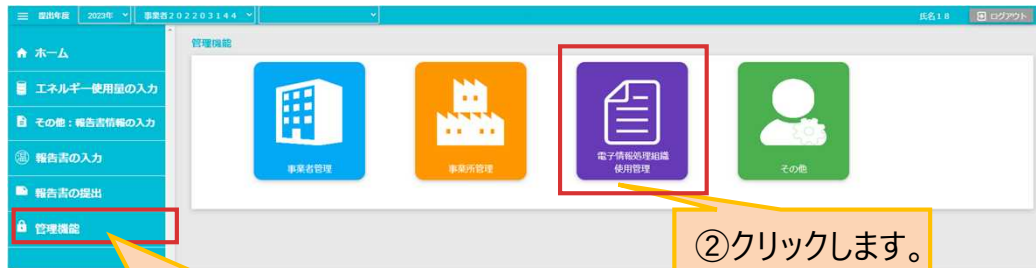 提出年度 2023年 事業者202203144 氏名18 ログアウト
ホーム
エネルギー使用量の入力
その他：報告書情報の入力
報告書の入力
報告書の提出
管理機能
管理機能
事業者管理
事業所管理
電子情報処理組織
使用管理
その他
②クリックします。